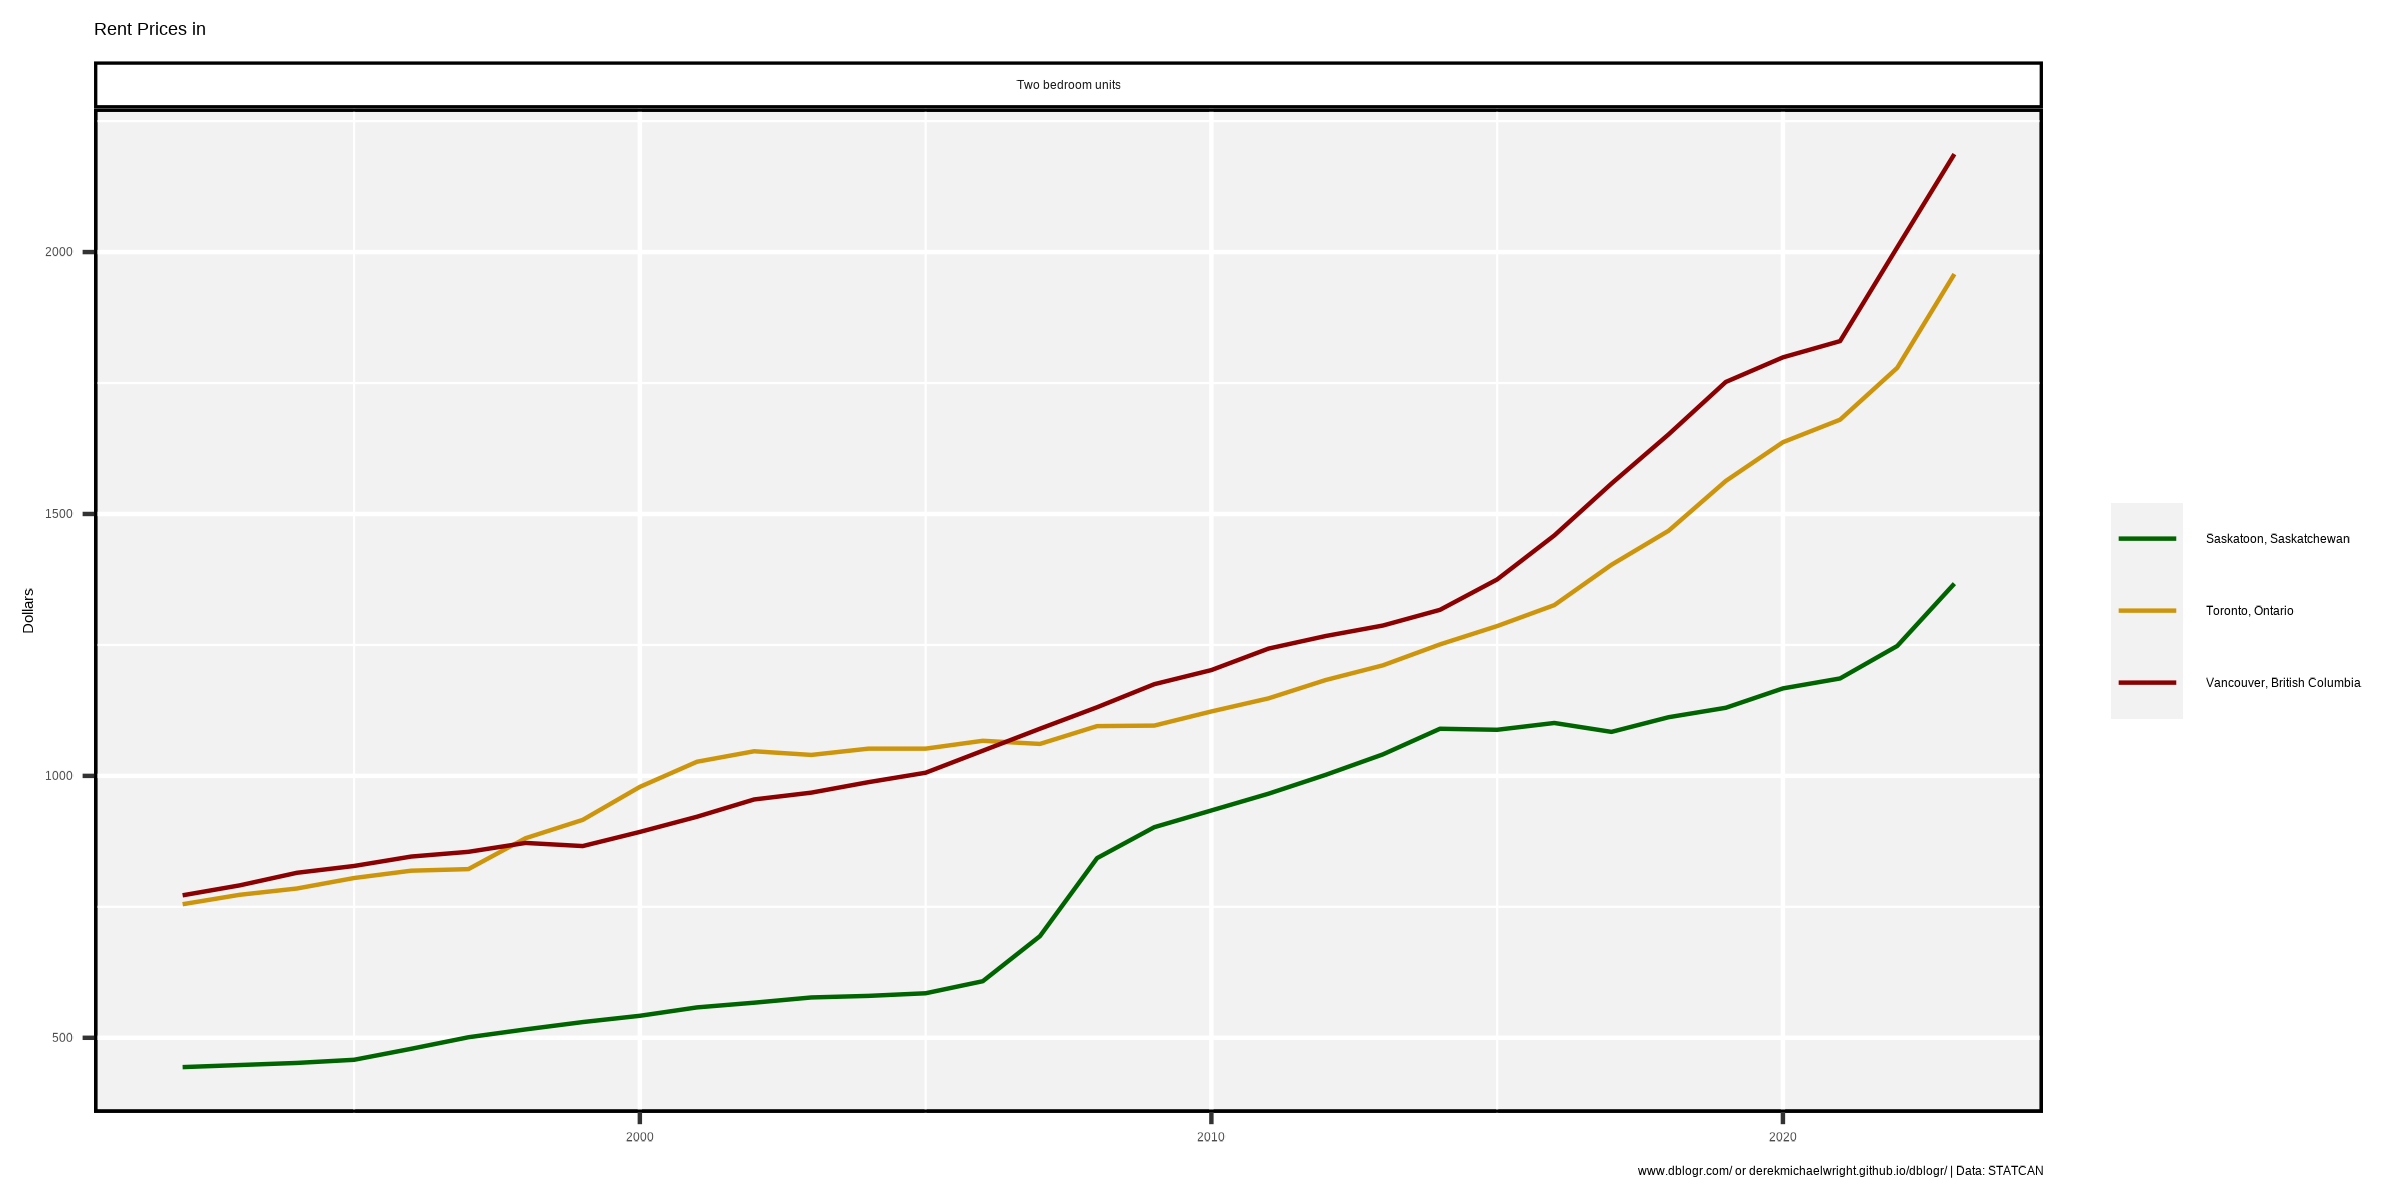 Rent Prices in
Two bedroom units
Dollars
2000
1500
1000
500
2000
2010
2020
Saskatoon, Saskatchewan
Toronto, Ontario
Vancouver, British Columbia
www.dblogr.com/ or derekmichaelwright.github.io/dblogr/ | Data: STATCAN